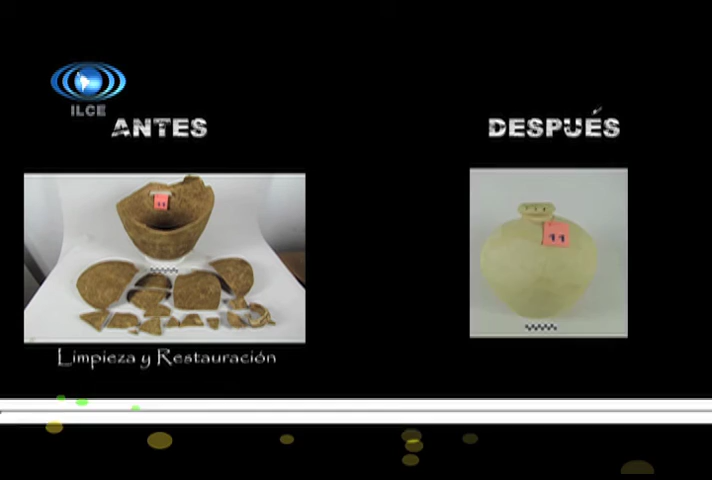 ILCE
ANTES
DESPUÉS
11
11
Limpieza y Restauración